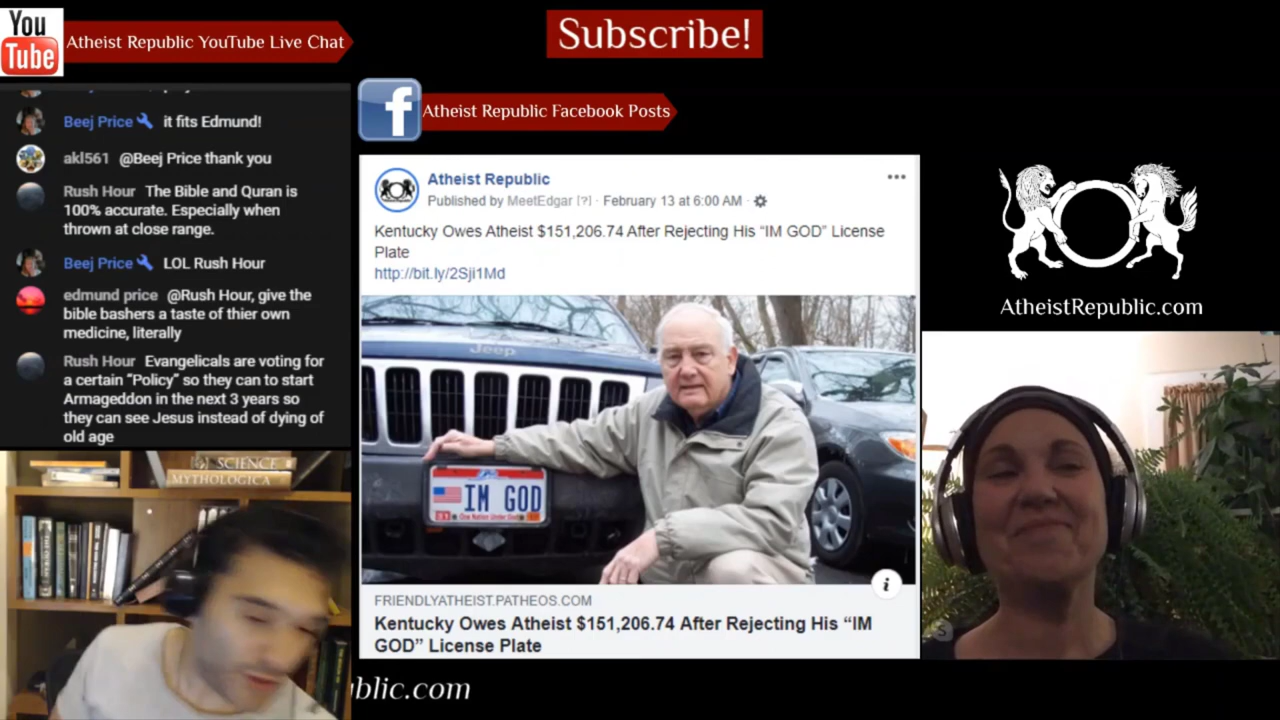 You
Tube
Atheist Republic YouTube Live Chat
Subscribe!
Beej Price it fits Edmund!
akl561 @Beej Price thank you
Rush Hour The Bible and Quran is
100% accurate. Especially when
thrown at close range.
Beej Price LOL Rush Hour
edmund price @Rush Hour, give the
bible bashers a taste of thier own
medicine, literally
Rush Hour Evangelicals are voting for
a certain “Policy” so they can to start
Armageddon in the next 3 years so
they can see Jesus instead of dying of
old age
f
Atheist Republic Facebook Posts
Atheist Republic
Published by MeetEdgar [?] · February 13 at 6:00 AM ·
Kentucky Owes Atheist $151,206.74 After Rejecting His “IM GOD” License
Plate
http://bit.ly/2Sji1Md
Jeep
IM GOD
One Nation Under God
i
FRIENDLYATHEIST.PATHEOS.COM
Kentucky Owes Atheist $151,206.74 After Rejecting His “IM
GOD” License Plate
AtheistRepublic.com
SCIENCE
MYTHOLOGICA
blic.com